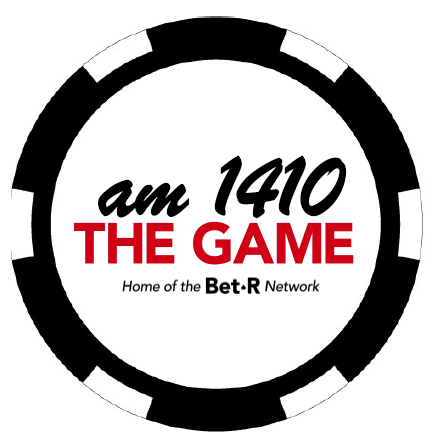 am 1410
THE GAME
Home of the Bet♦R Network